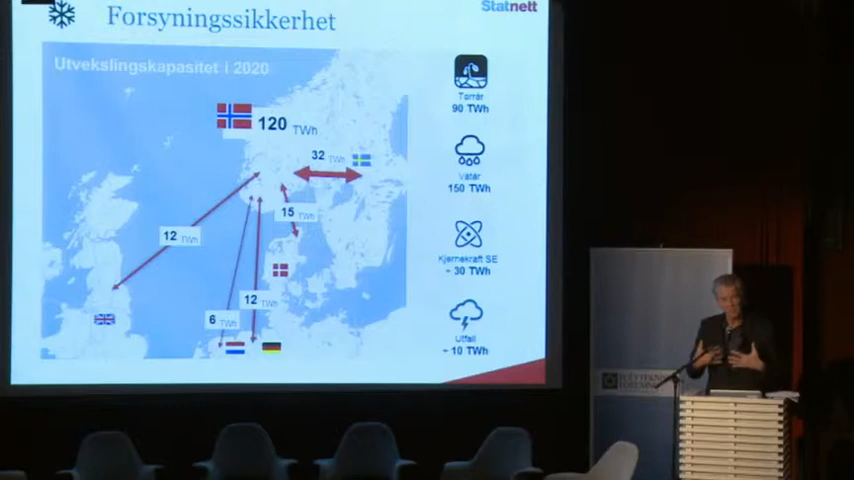 Forsyningssikkerhet
Statnett
Utvekslingskapasitet i 2020
120 TWh
32 TWh
15 TWh
12 TWh
12 TWh
6 TWh
Tørrår
90 TWh
Våtår
150 TWh
Kjernekraft SE
- 30 TWh
Utfall
- 10 TWh